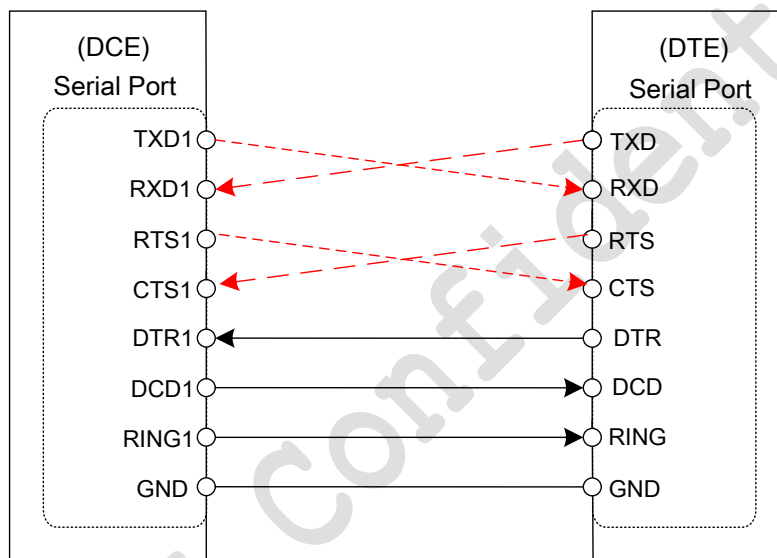 (DCE)
Serial Port
TXD1
RXD1
RTS1
CTS1
DTR1
DCD1
RING1
GND
(DTE)
Serial Port
TXD
RXD
RTS
CTS
DTR
DCD
RING
GND
Confident